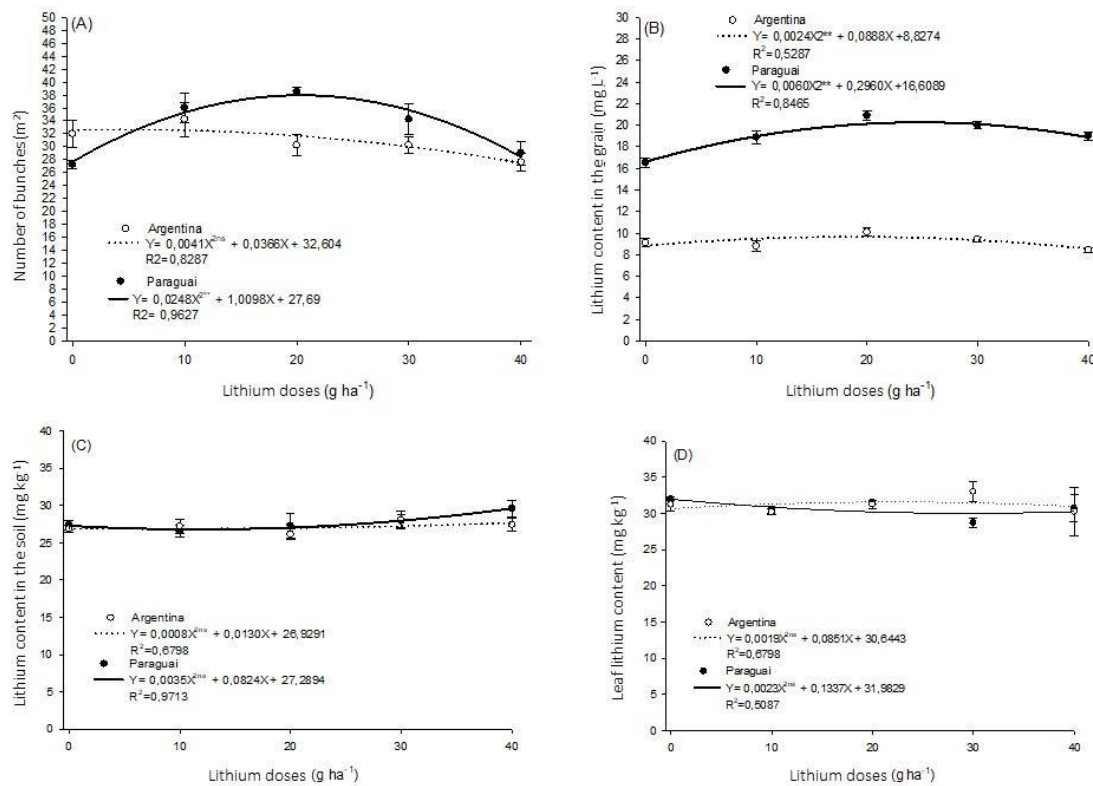 (A)
50
48
46
44
42
40
38
36
34
32
30
28
26
24
22
20
18
16
14
12
10
8
6
4
2
0
Number of bunches (m²)
Argentina
Y= 0,0041X²ⁿˢ + 0,0366X + 32,604
R2= 0,8287
Paraguai
Y= 0,0248X²** + 1,0098X + 27,69
R2= 0,9627
0 10 20 30 40
Lithium doses (g ha⁻¹)
(B)
30
28
26
24
22
20
18
16
14
12
10
8
6
4
2
0
Lithium content in the grain (mg L⁻¹)
Argentina
Y= 0,0024X2** + 0,0888X +8,8274
R²=0,5287
Paraguai
Y= 0,0060X2** + 0,2960X +16,6089
R²=0,8465
0 10 20 30 40
Lithium doses (g ha⁻¹)
(C)
40
35
30
25
20
15
10
5
0
Lithium content in the soil (mg kg⁻¹)
Argentina
Y= 0,0008X²ⁿˢ + 0,0130X + 26,9291
R²=0,6798
Paraguai
Y= 0,0035X²ⁿˢ + 0,0824X + 27,2894
R²=0,9713
0 10 20 30 40
Lithium doses (g ha⁻¹)
(D)
40
35
30
25
20
15
10
5
0
Leaf lithium content (mg kg⁻¹)
Argentina
Y= 0,0019X²ⁿˢ + 0,0851X + 30,6443
R²=0,6798
Paraguai
Y= 0,0023X²ⁿˢ + 0,1337X + 31,9829
R²=0,5087
0 10 20 30 40
Lithium doses (g ha⁻¹)